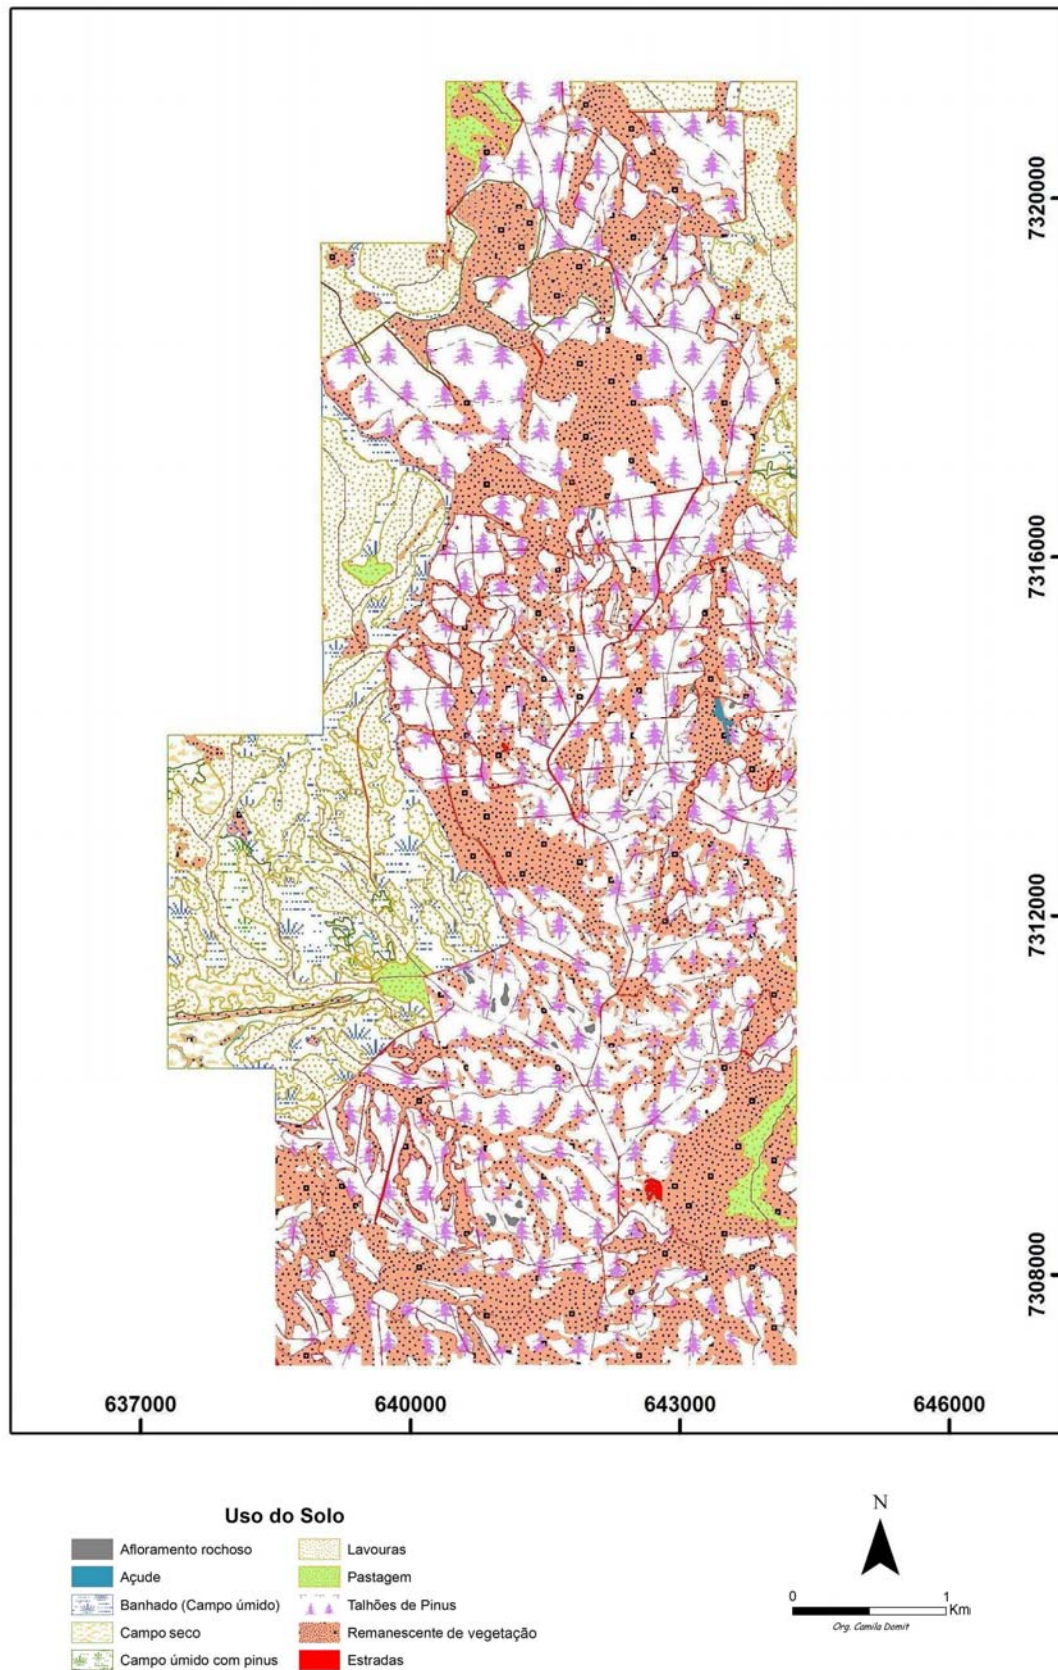 7320000
7316000
7312000
7308000
637000
640000
643000
646000
Uso do Solo
Afloramento rochoso
Açude
Banhado (Campo úmido)
Campo seco
Campo úmido com pinus
Lavouras
Pastagem
Talhões de Pinus
Remanescente de vegetação
Estradas
N
0 1
Km
Org. Camila Domit